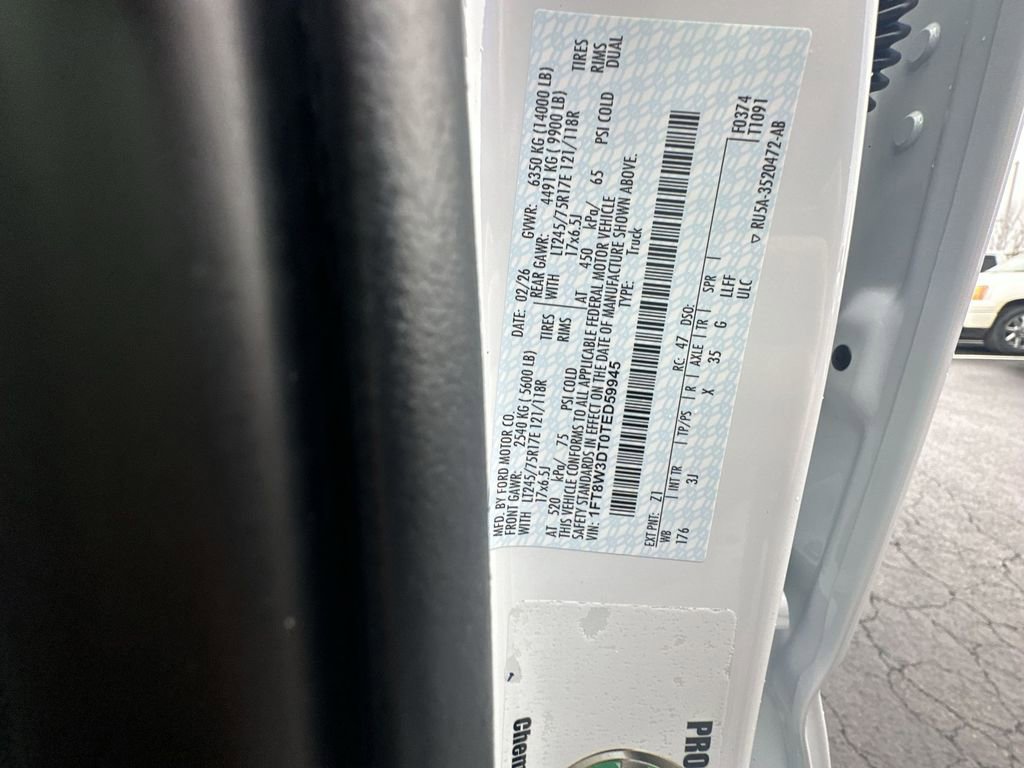 MFD. BY FORD MOTOR CO.
DATE: 02/26 GVWR: 6350 KG (14000 LB)
FRONT GAWR: 2540 KG ( 5600 LB) REAR GAWR: 4491 KG ( 9900 LB)
WITH LT245/75R17E 121/118R TIRES WITH LT245/75R17E 121/118R TIRES
17x6.5J RIMS 17x6.5J RIMS
AT 520 kPa/ 75 PSI COLD AT 450 kPa/ 65 PSI COLD DUAL
THIS VEHICLE CONFORMS TO ALL APPLICABLE FEDERAL MOTOR VEHICLE
SAFETY STANDARDS IN EFFECT ON THE DATE OF MANUFACTURE SHOWN ABOVE.
VIN: 1FT8W3DT0TED59945 TYPE: Truck
EXT PNT: Z1 RC: 47 DSO: F0374
WB INT TR TP/PS R AXLE TR SPR T1091
176 3J X 35 G LLFF
ULC
▽ RU5A-3520472-AB
PRO
Chem